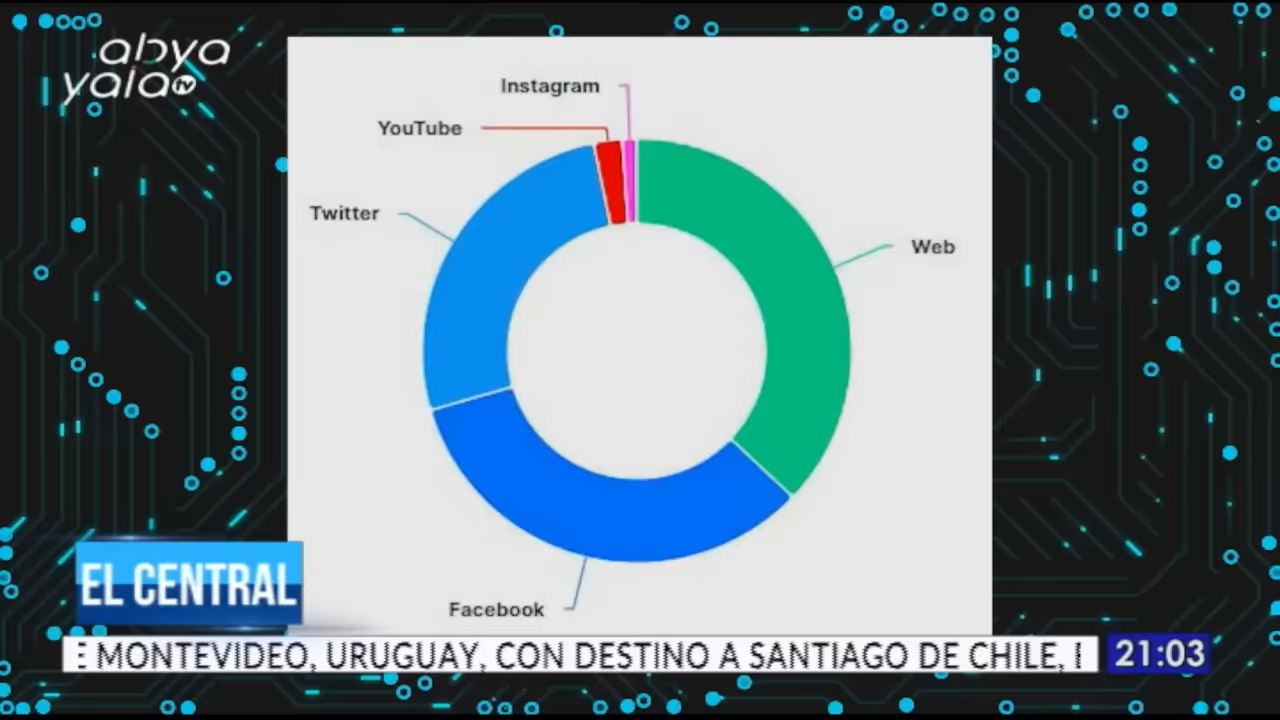 abya
yala tv
Instagram
YouTube
Twitter
Web
Facebook
EL CENTRAL
MONTEVIDEO, URUGUAY, CON DESTINO A SANTIAGO DE CHILE,
21:03